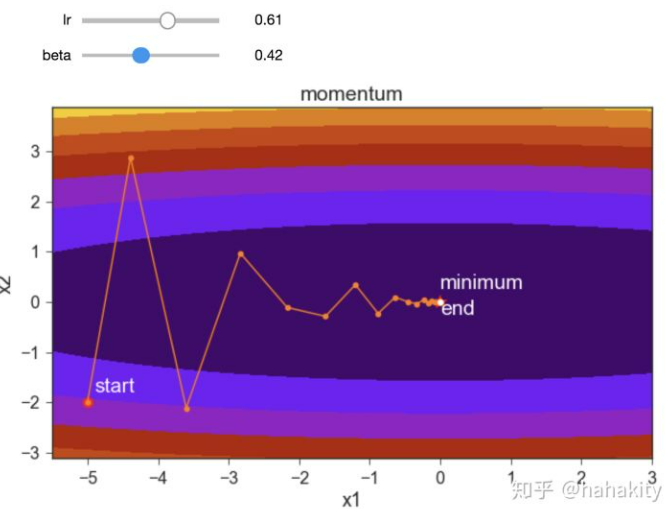 lr 0.61
beta 0.42
momentum
3
2
1
0
−1
−2
−3
x2
minimum
end
start
−5 −4 −3 −2 −1 0 1 2 3
x1
知乎 @hahakity